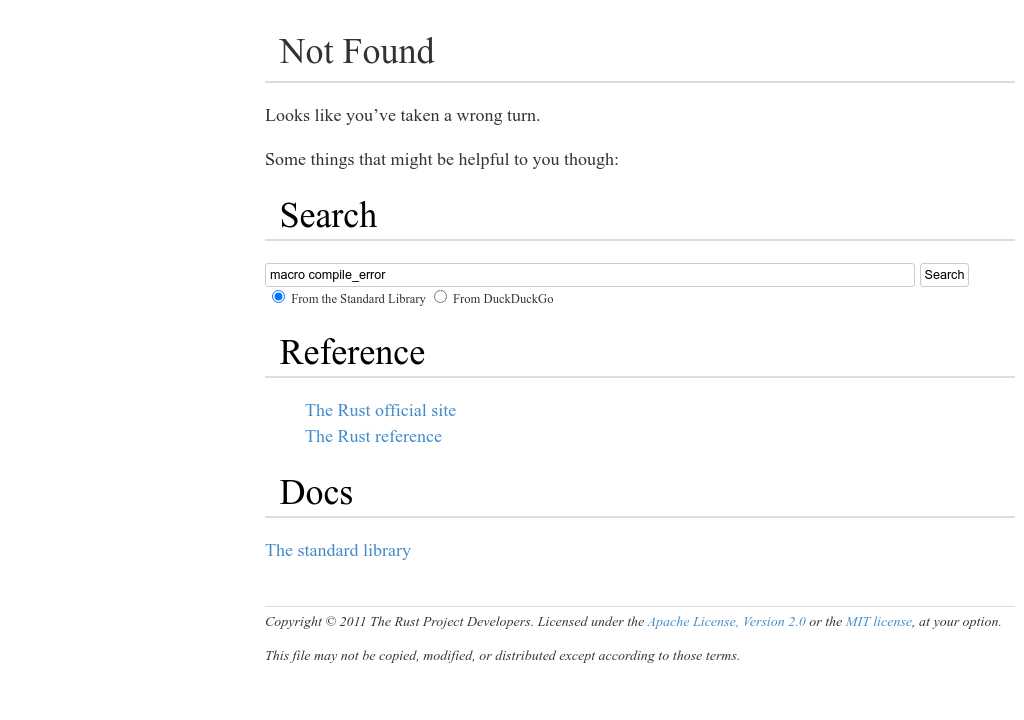 Not Found
Looks like you’ve taken a wrong turn.
Some things that might be helpful to you though:
Search
macro compile_error Search
From the Standard Library From DuckDuckGo
Reference
The Rust official site
The Rust reference
Docs
The standard library
Copyright © 2011 The Rust Project Developers. Licensed under the Apache License, Version 2.0 or the MIT license, at your option.
This file may not be copied, modified, or distributed except according to those terms.